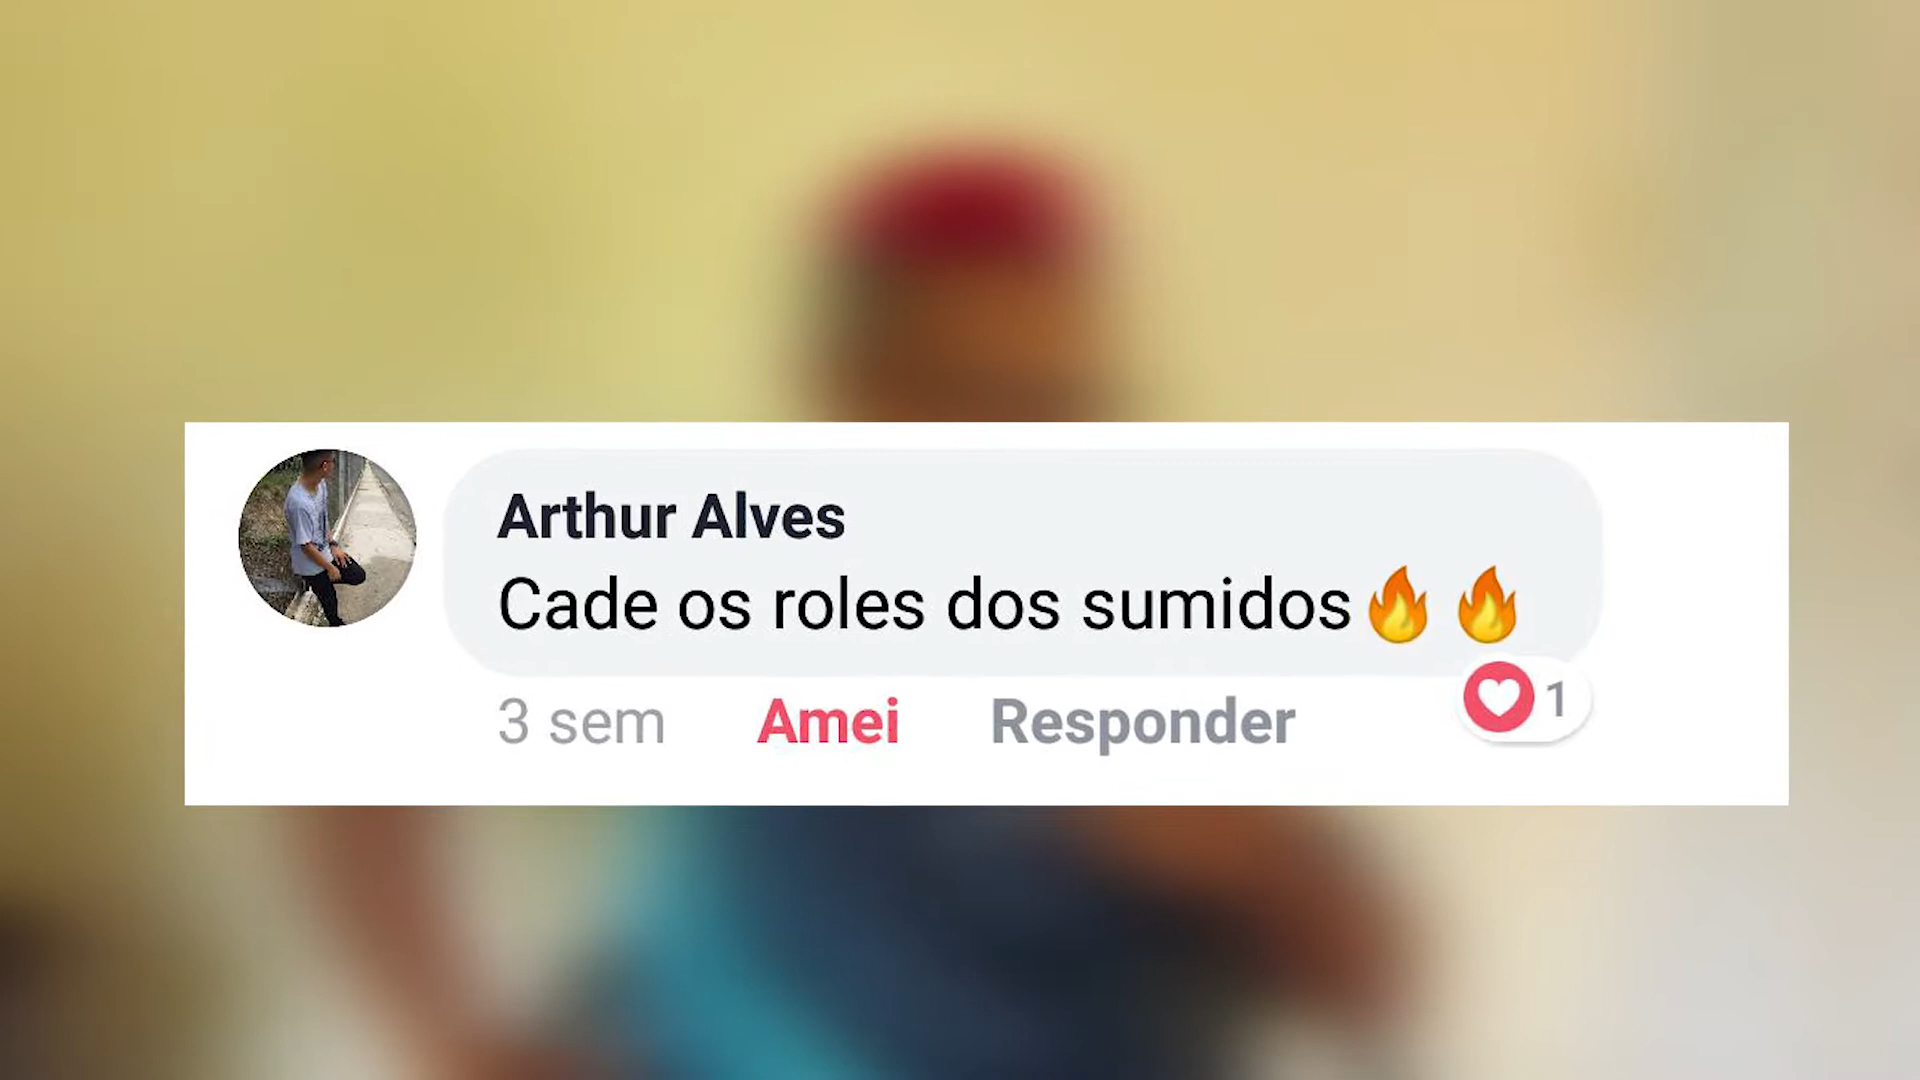 Arthur Alves
Cade os roles dos sumidos🔥🔥
1
3 sem Amei Responder